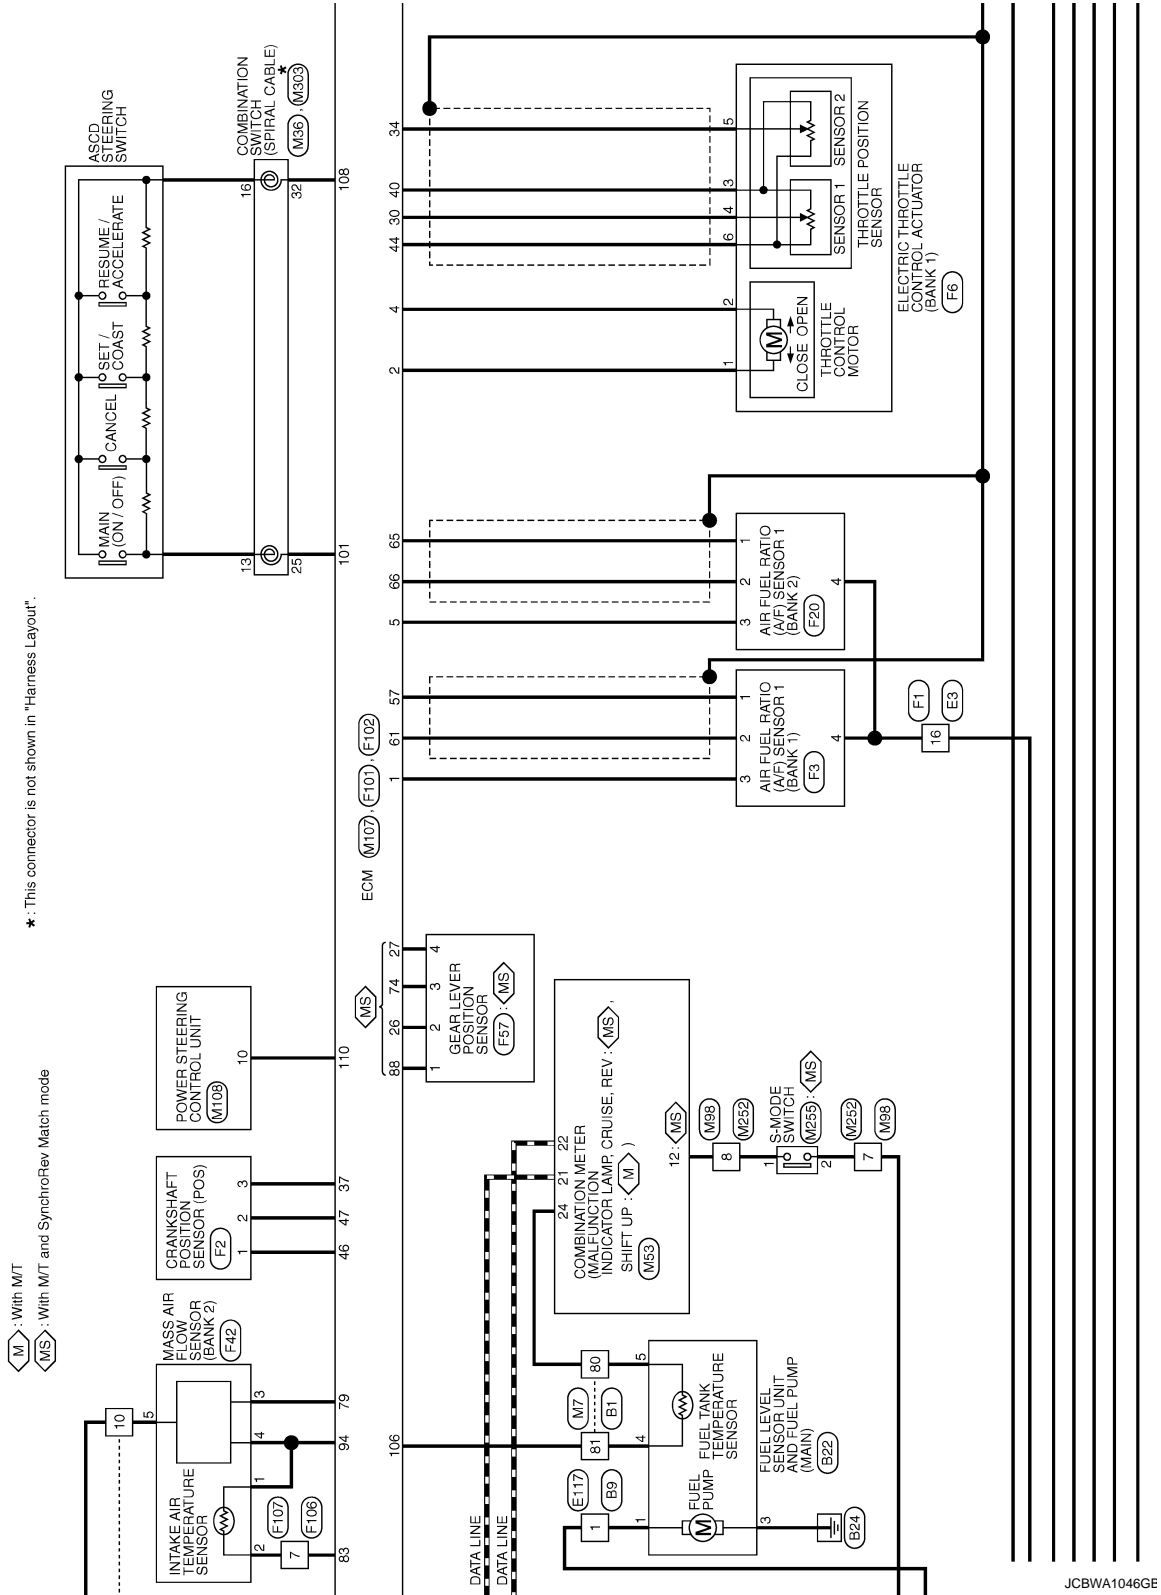 M : With M/T
MS : With M/T and SynchroRev Match mode
* : This connector is not shown in "Harness Layout".
10
5
INTAKE AIR
TEMPERATURE
SENSOR
MASS AIR
FLOW
SENSOR
(BANK 2)
F42
2
1
4
3
7
F107
F106
83
94
79
CRANKSHAFT
POSITION
SENSOR (POS)
F2
1
2
3
46
47
37
POWER STEERING
CONTROL UNIT
M108
10
110
ASCD
STEERING
SWITCH
MAIN
(ON / OFF)
CANCEL
SET /
COAST
RESUME /
ACCELERATE
COMBINATION
SWITCH
(SPIRAL CABLE)
M36 , M303
*
13
25
16
32
101
108
ECM M107 , F101 , F102
106
MS
88
26
74
27
1
2
3
4
GEAR LEVER
POSITION
SENSOR
F57 : MS
1
61
57
5
66
65
2
4
44
30
40
34
DATA LINE
DATA LINE
24
21
22
COMBINATION METER
(MALFUNCTION
INDICATOR LAMP, CRUISE, REV : MS ,
SHIFT UP : M )
M53
12 : MS
8
M98
M252
1
2
S-MODE
SWITCH
M255 : MS
7
M252
M98
1
E117
B9
81
80
M7
B1
1
4
5
FUEL
PUMP
M
FUEL TANK
TEMPERATURE
SENSOR
3
FUEL LEVEL
SENSOR UNIT
AND FUEL PUMP
(MAIN)
B22
B24
3
2
1
AIR FUEL RATIO
(A/F) SENSOR 1
(BANK 1)
F3
4
3
2
1
AIR FUEL RATIO
(A/F) SENSOR 1
(BANK 2)
F20
4
16
F1
E3
1
2
6
4
3
5
M
CLOSE OPEN
THROTTLE
CONTROL
MOTOR
SENSOR 1
SENSOR 2
THROTTLE POSITION
SENSOR
ELECTRIC THROTTLE
CONTROL ACTUATOR
(BANK 1)
F6
JCBWA1046GB